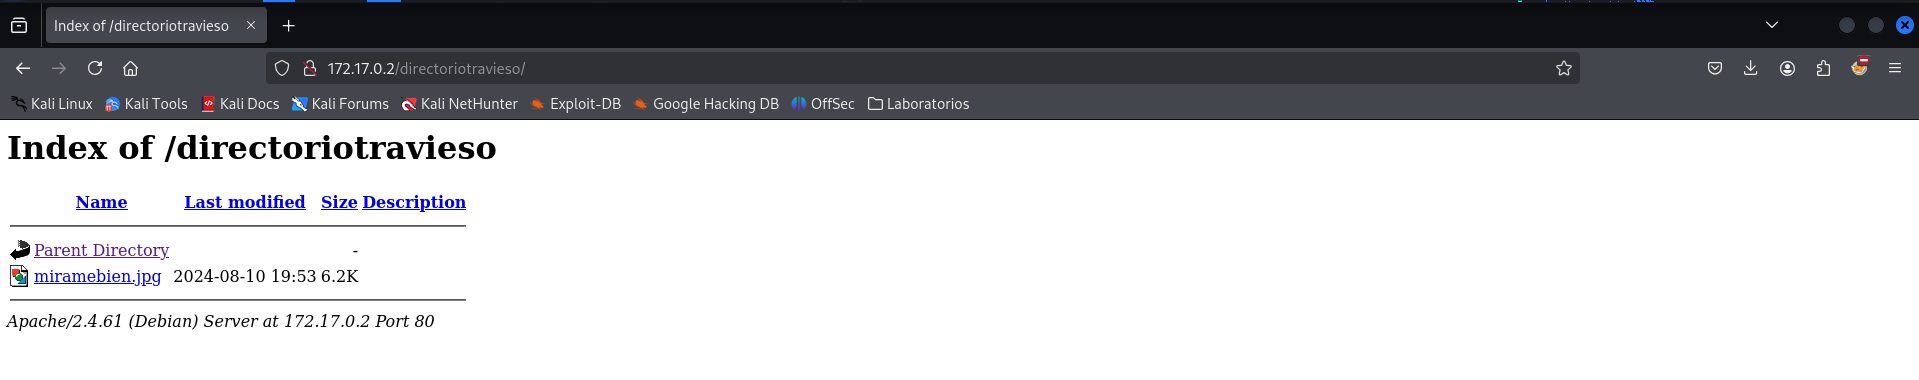 Index of /directoriotravieso
172.17.0.2/directoriotravieso/
Kali Linux Kali Tools Kali Docs Kali Forums Kali NetHunter Exploit-DB Google Hacking DB OffSec Laboratorios
Index of /directoriotravieso
Name Last modified Size Description
Parent Directory -
miramebien.jpg 2024-08-10 19:53 6.2K
Apache/2.4.61 (Debian) Server at 172.17.0.2 Port 80